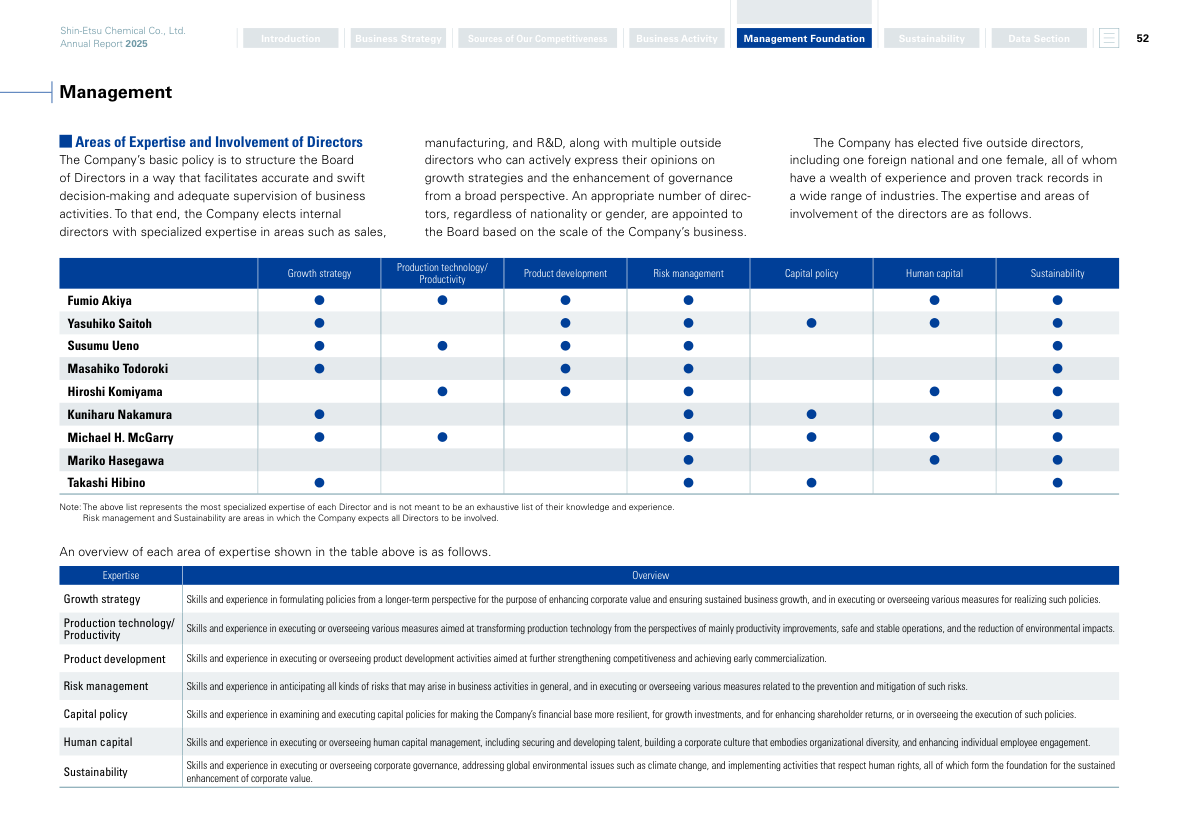 Shin-Etsu Chemical Co., Ltd.
Annual Report 2025
Introduction
Business Strategy
Sources of Our Competitiveness
Business Activity
Management Foundation
Sustainability
Data Section
52
Management
Areas of Expertise and Involvement of Directors
The Company’s basic policy is to structure the Board
of Directors in a way that facilitates accurate and swift
decision-making and adequate supervision of business
activities. To that end, the Company elects internal
directors with specialized expertise in areas such as sales,
manufacturing, and R&D, along with multiple outside
directors who can actively express their opinions on
growth strategies and the enhancement of governance
from a broad perspective. An appropriate number of direc-
tors, regardless of nationality or gender, are appointed to
the Board based on the scale of the Company’s business.
The Company has elected five outside directors,
including one foreign national and one female, all of whom
have a wealth of experience and proven track records in
a wide range of industries. The expertise and areas of
involvement of the directors are as follows.
Growth strategy
Production technology/
Productivity
Product development
Risk management
Capital policy
Human capital
Sustainability
Fumio Akiya ● ● ● ● ● ●
Yasuhiko Saitoh ● ● ● ● ● ●
Susumu Ueno ● ● ● ● ●
Masahiko Todoroki ● ● ● ●
Hiroshi Komiyama ● ● ● ● ●
Kuniharu Nakamura ● ● ● ●
Michael H. McGarry ● ● ● ● ● ●
Mariko Hasegawa ● ● ●
Takashi Hibino ● ● ● ●
Note: The above list represents the most specialized expertise of each Director and is not meant to be an exhaustive list of their knowledge and experience.
Risk management and Sustainability are areas in which the Company expects all Directors to be involved.
An overview of each area of expertise shown in the table above is as follows.
Expertise
Overview
Growth strategy
Skills and experience in formulating policies from a longer-term perspective for the purpose of enhancing corporate value and ensuring sustained business growth, and in executing or overseeing various measures for realizing such policies.
Production technology/
Productivity
Skills and experience in executing or overseeing various measures aimed at transforming production technology from the perspectives of mainly productivity improvements, safe and stable operations, and the reduction of environmental impacts.
Product development
Skills and experience in executing or overseeing product development activities aimed at further strengthening competitiveness and achieving early commercialization.
Risk management
Skills and experience in anticipating all kinds of risks that may arise in business activities in general, and in executing or overseeing various measures related to the prevention and mitigation of such risks.
Capital policy
Skills and experience in examining and executing capital policies for making the Company’s financial base more resilient, for growth investments, and for enhancing shareholder returns, or in overseeing the execution of such policies.
Human capital
Skills and experience in executing or overseeing human capital management, including securing and developing talent, building a corporate culture that embodies organizational diversity, and enhancing individual employee engagement.
Sustainability
Skills and experience in executing or overseeing corporate governance, addressing global environmental issues such as climate change, and implementing activities that respect human rights, all of which form the foundation for the sustained
enhancement of corporate value.